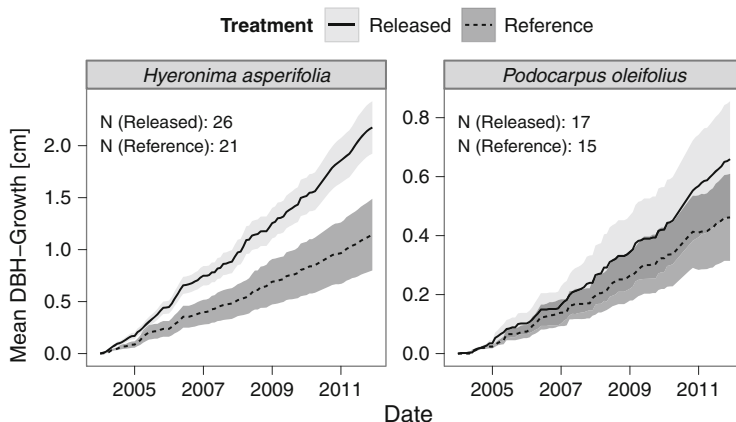 Treatment Released Reference
Hyeronima asperifolia
N (Released): 26
N (Reference): 21
2.0
1.5
1.0
0.5
0.0
2005 2007 2009 2011
Podocarpus oleifolius
N (Released): 17
N (Reference): 15
0.8
0.6
0.4
0.2
0.0
2005 2007 2009 2011
Mean DBH–Growth [cm]
Date